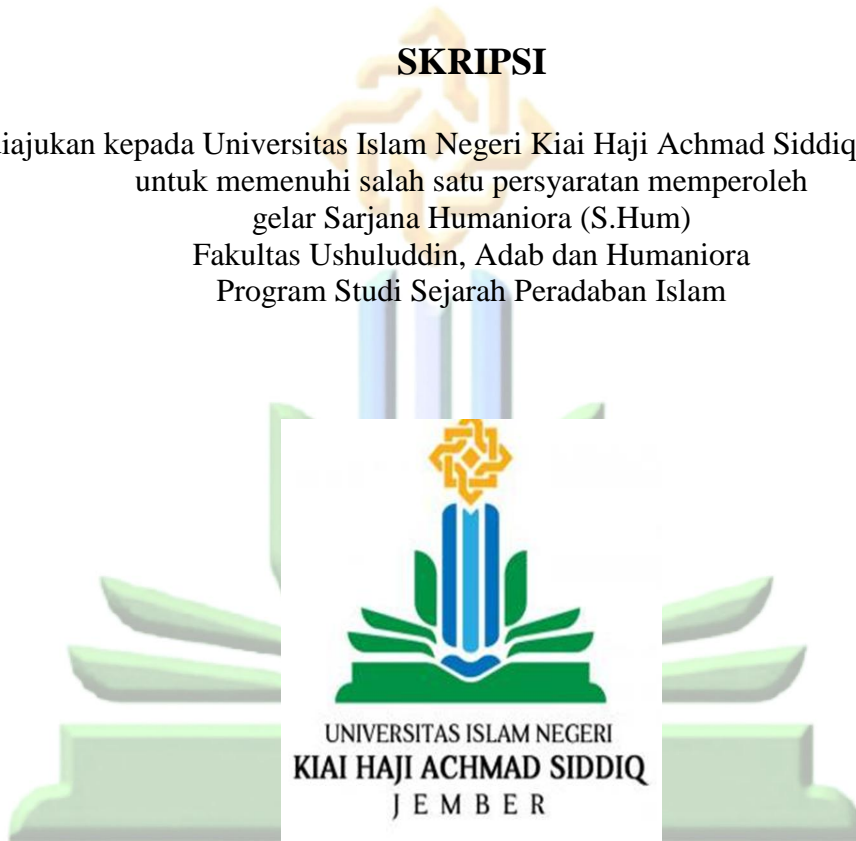 SKRIPSI
diajukan kepada Universitas Islam Negeri Kiai Haji Achmad Siddiq
untuk memenuhi salah satu persyaratan memperoleh
gelar Sarjana Humaniora (S.Hum)
Fakultas Ushuluddin, Adab dan Humaniora
Program Studi Sejarah Peradaban Islam
UNIVERSITAS ISLAM NEGERI
KIAI HAJI ACHMAD SIDDIQ
JEMBER